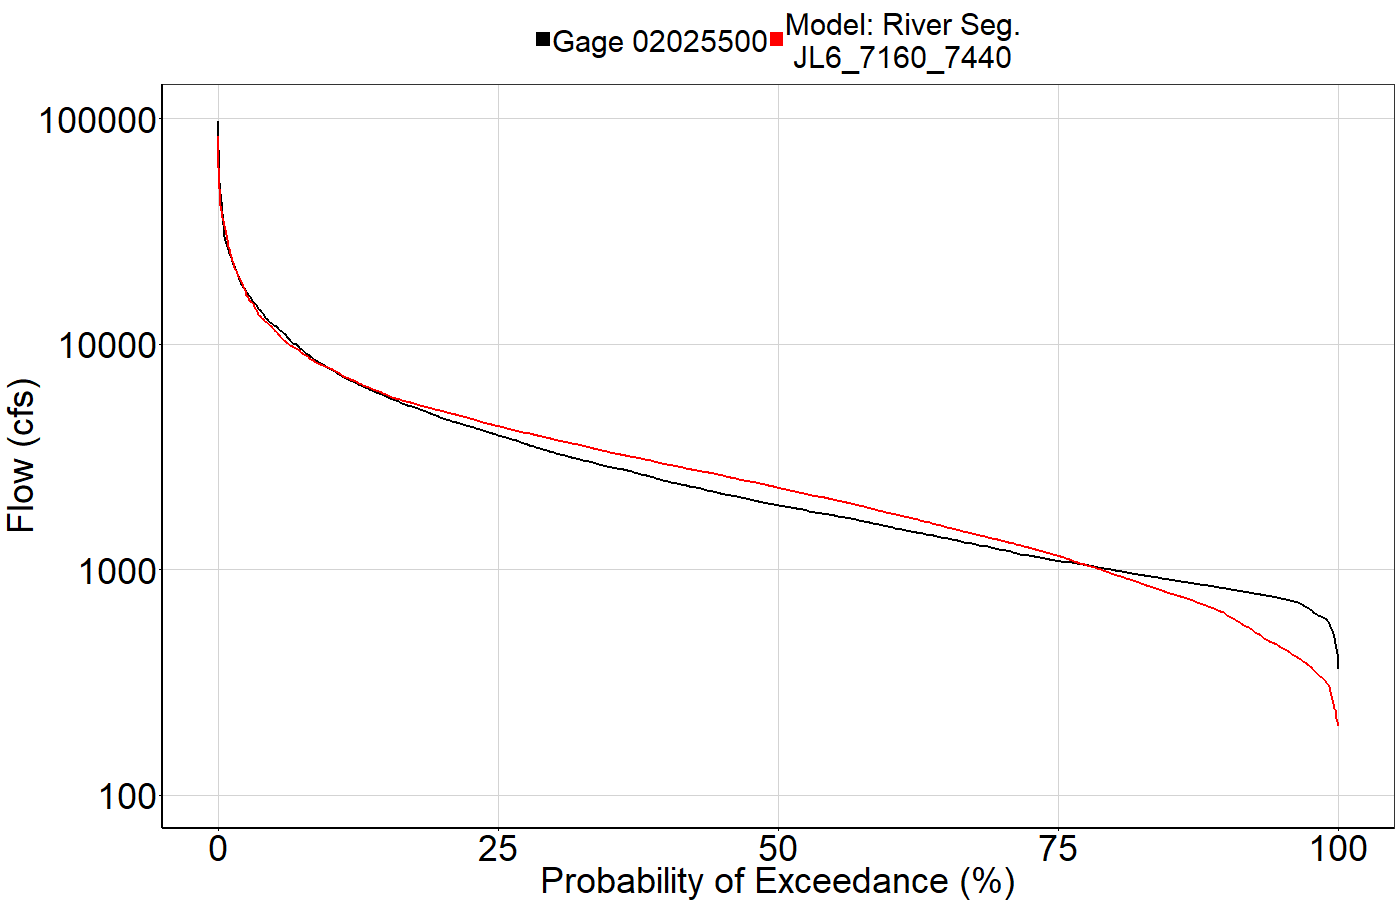 Gage 02025500
Model: River Seg.
JL6_7160_7440
100000
10000
1000
100
Flow (cfs)
0 25 50 75 100
Probability of Exceedance (%)